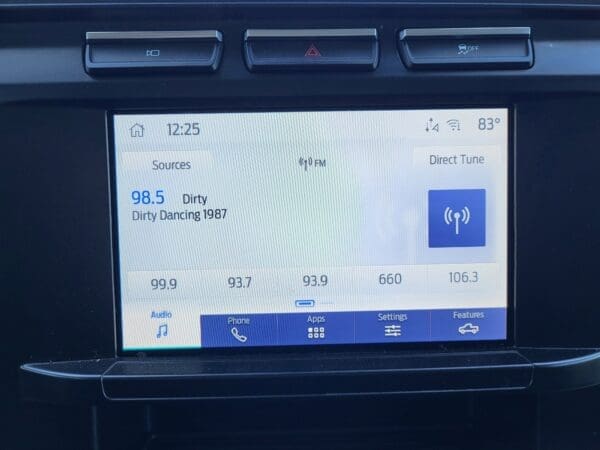 OFF
12:25 83°
Sources FM Direct Tune
98.5 Dirty
Dirty Dancing 1987
99.9 93.7 93.9 660 106.3
Audio Phone Apps Settings Features